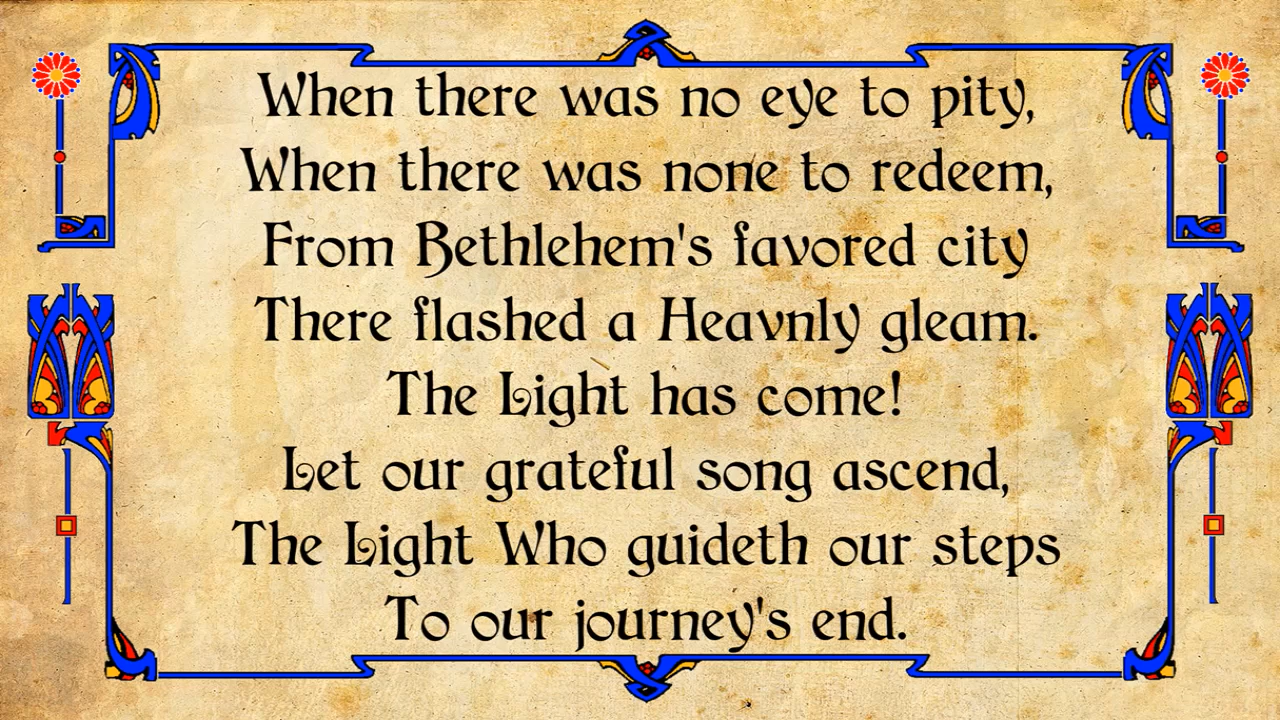 When there was no eye to pity,
When there was none to redeem,
From Bethlehem's favored city
There flashed a Heavnly gleam.
The Light has come!
Let our grateful song ascend,
The Light Who guideth our steps
To our journey's end.